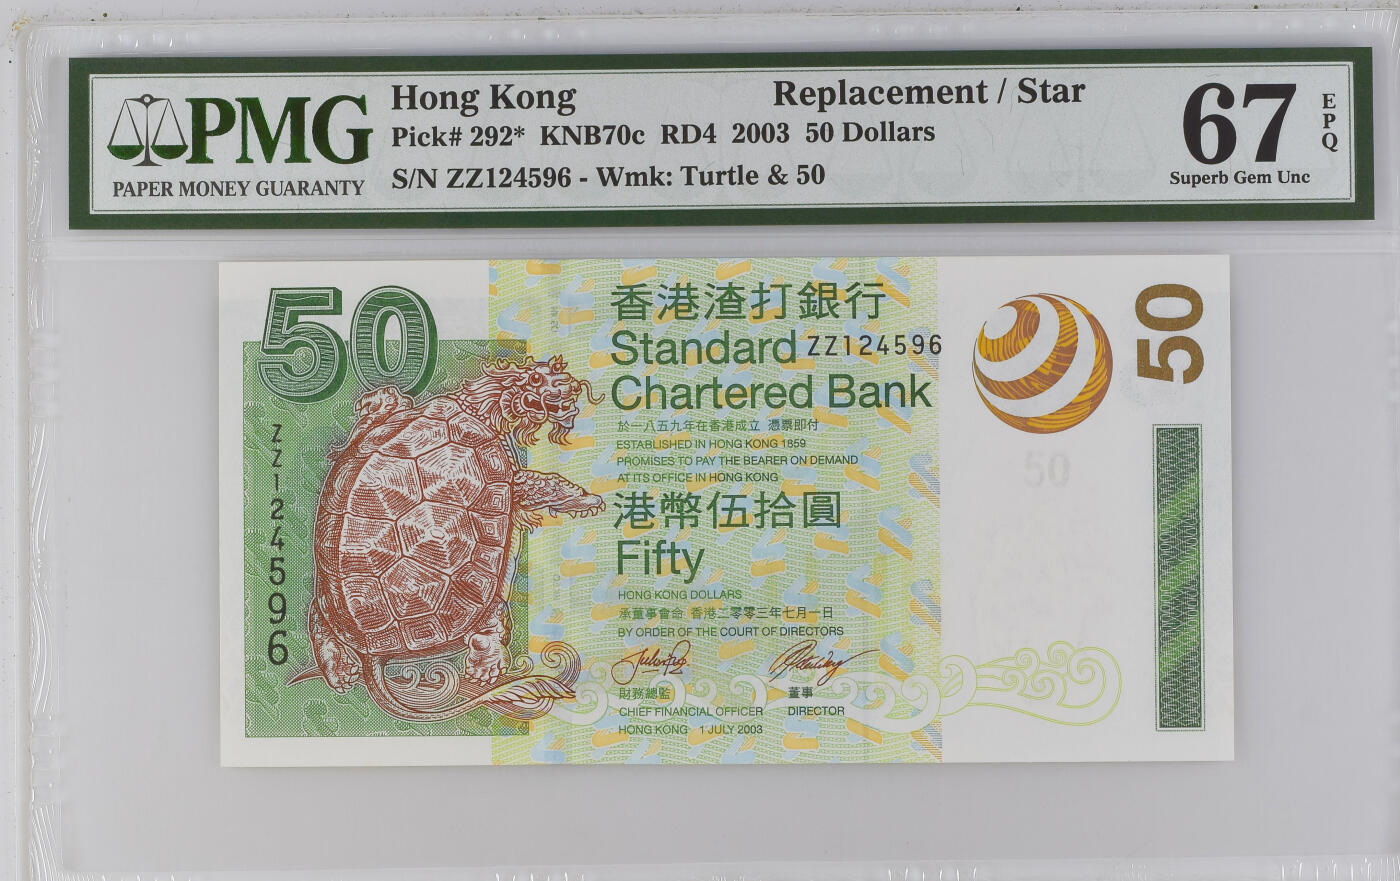 PMG
PAPER MONEY GUARANTY
Hong Kong
Replacement / Star
Pick# 292* KNB70c RD4 2003 50 Dollars
S/N ZZ124596 - Wmk: Turtle & 50
67
EPQ
Superb Gem Unc
50
香港渣打銀行
Standard ZZ124596
Chartered Bank
於一八五九年在香港成立 憑票即付
ESTABLISHED IN HONG KONG 1859
PROMISES TO PAY THE BEARER ON DEMAND
AT ITS OFFICE IN HONG KONG
港幣伍拾圓
Fifty
HONG KONG DOLLARS
承董事會命 香港二零零三年七月一日
BY ORDER OF THE COURT OF DIRECTORS
財務總監 董事
CHIEF FINANCIAL OFFICER DIRECTOR
HONG KONG 1 JULY 2003
ZZ124596
50
50